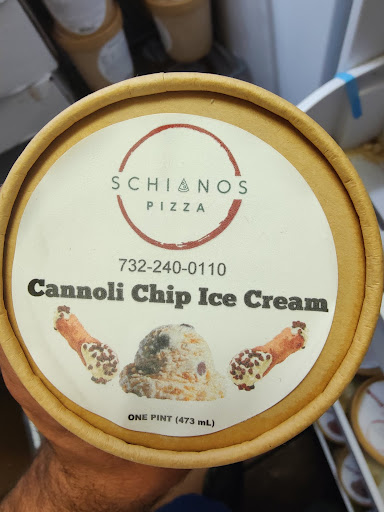 SCHIANOS
PIZZA
732-240-0110
Cannoli Chip Ice Cream
ONE PINT (473 mL)